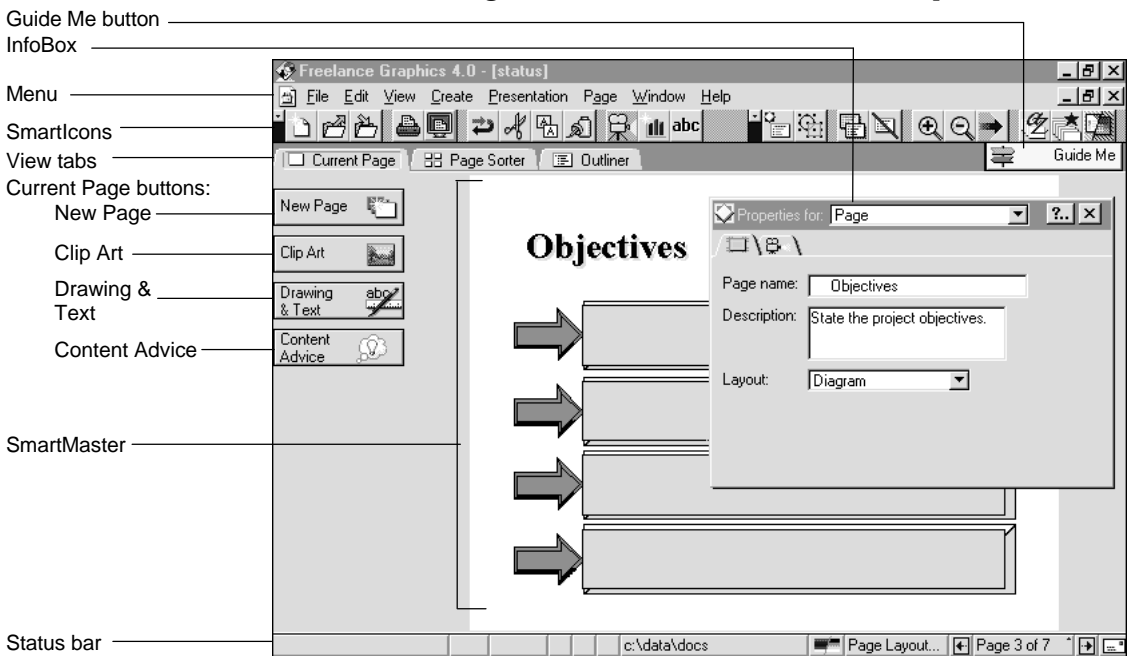 Guide Me button
InfoBox
Freelance Graphics 4.0 - [status]
Menu
File Edit View Create Presentation Page Window Help
SmartIcons
abc
View tabs
Current Page Page Sorter Outliner Guide Me
Current Page buttons:
New Page
New Page
Properties for: Page ?..
Clip Art
Clip Art
Objectives
Drawing &
Text
Drawing
& Text
abc
Page name: Objectives
Description: State the project objectives.
Content Advice
Content
Advice
Layout: Diagram
SmartMaster
Status bar
c:\data\docs Page Layout... Page 3 of 7